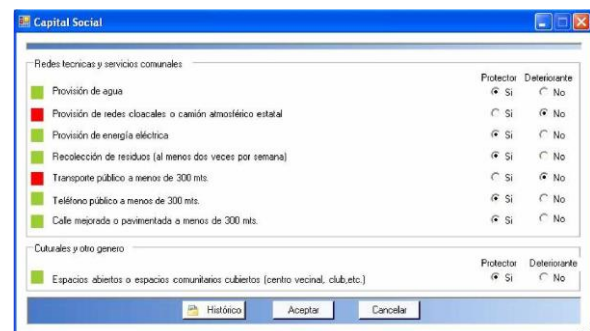 Capital Social
Redes tecnicas y servicios comunales
Protector Deteriorante
Provisión de agua Si No
Provisión de redes cloacales o camión atmosférico estatal Si No
Provisión de energía eléctrica Si No
Recolección de residuos (al menos dos veces por semana) Si No
Transporte público a menos de 300 mts. Si No
Teléfono público a menos de 300 mts. Si No
Calle mejorada o pavimentada a menos de 300 mts. Si No
Cuturales y otro genero
Protector Deteriorante
Espacios abiertos o espacios comunitarios cubiertos (centro vecinal, club,etc.) Si No
Histórico Aceptar Cancelar